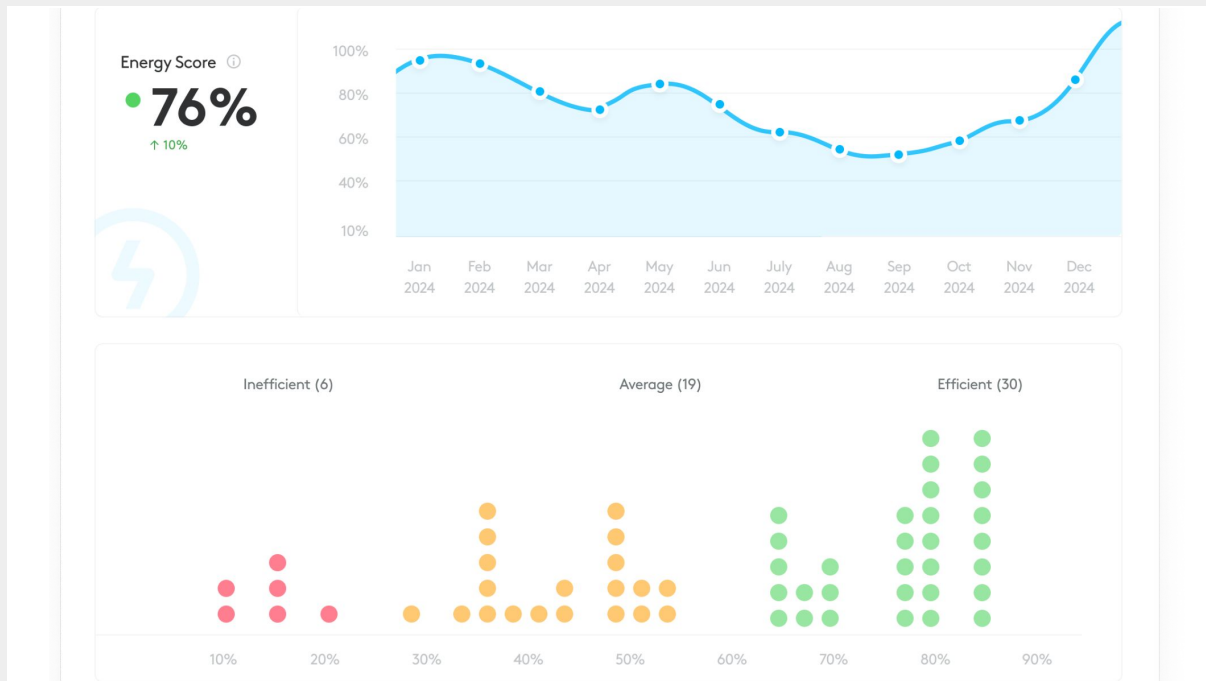 Energy Score
76%
↑ 10%
100%
80%
60%
40%
10%
Jan 2024
Feb 2024
Mar 2024
Apr 2024
May 2024
Jun 2024
July 2024
Aug 2024
Sep 2024
Oct 2024
Nov 2024
Dec 2024
Inefficient (6)
Average (19)
Efficient (30)
10% 20% 30% 40% 50% 60% 70% 80% 90%